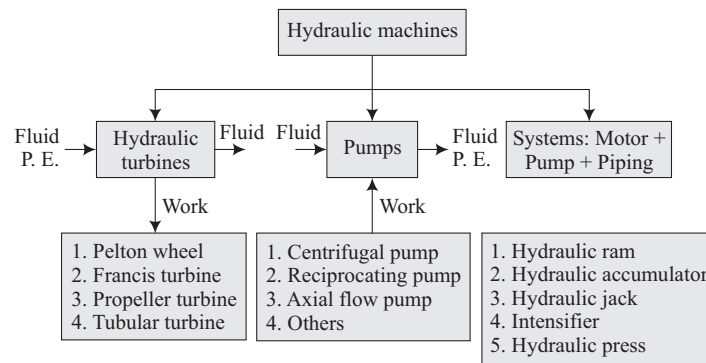 Hydraulic machines
Fluid
P. E.
Hydraulic
turbines
Fluid
Fluid
Pumps
Fluid
P. E.
Systems: Motor +
Pump + Piping
Work
Work
1. Pelton wheel
2. Francis turbine
3. Propeller turbine
4. Tubular turbine
1. Centrifugal pump
2. Reciprocating pump
3. Axial flow pump
4. Others
1. Hydraulic ram
2. Hydraulic accumulator
3. Hydraulic jack
4. Intensifier
5. Hydraulic press